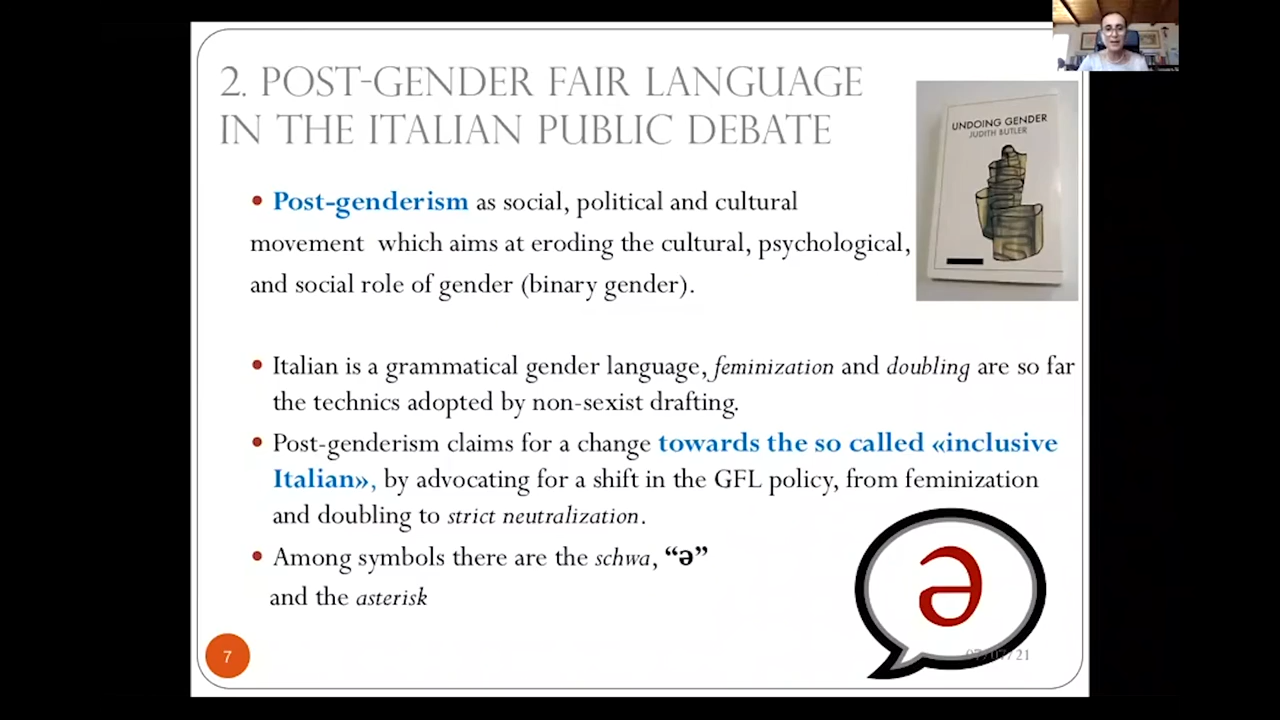 2. POST-GENDER FAIR LANGUAGE
IN THE ITALIAN PUBLIC DEBATE
UNDOING GENDER
JUDITH BUTLER
• Post-genderism as social, political and cultural
movement which aims at eroding the cultural, psychological,
and social role of gender (binary gender).
• Italian is a grammatical gender language, feminization and doubling are so far
the technics adopted by non-sexist drafting.
• Post-genderism claims for a change towards the so called «inclusive
Italian», by advocating for a shift in the GFL policy, from feminization
and doubling to strict neutralization.
• Among symbols there are the schwa, “ə”
and the asterisk
ə
7
07/07/21